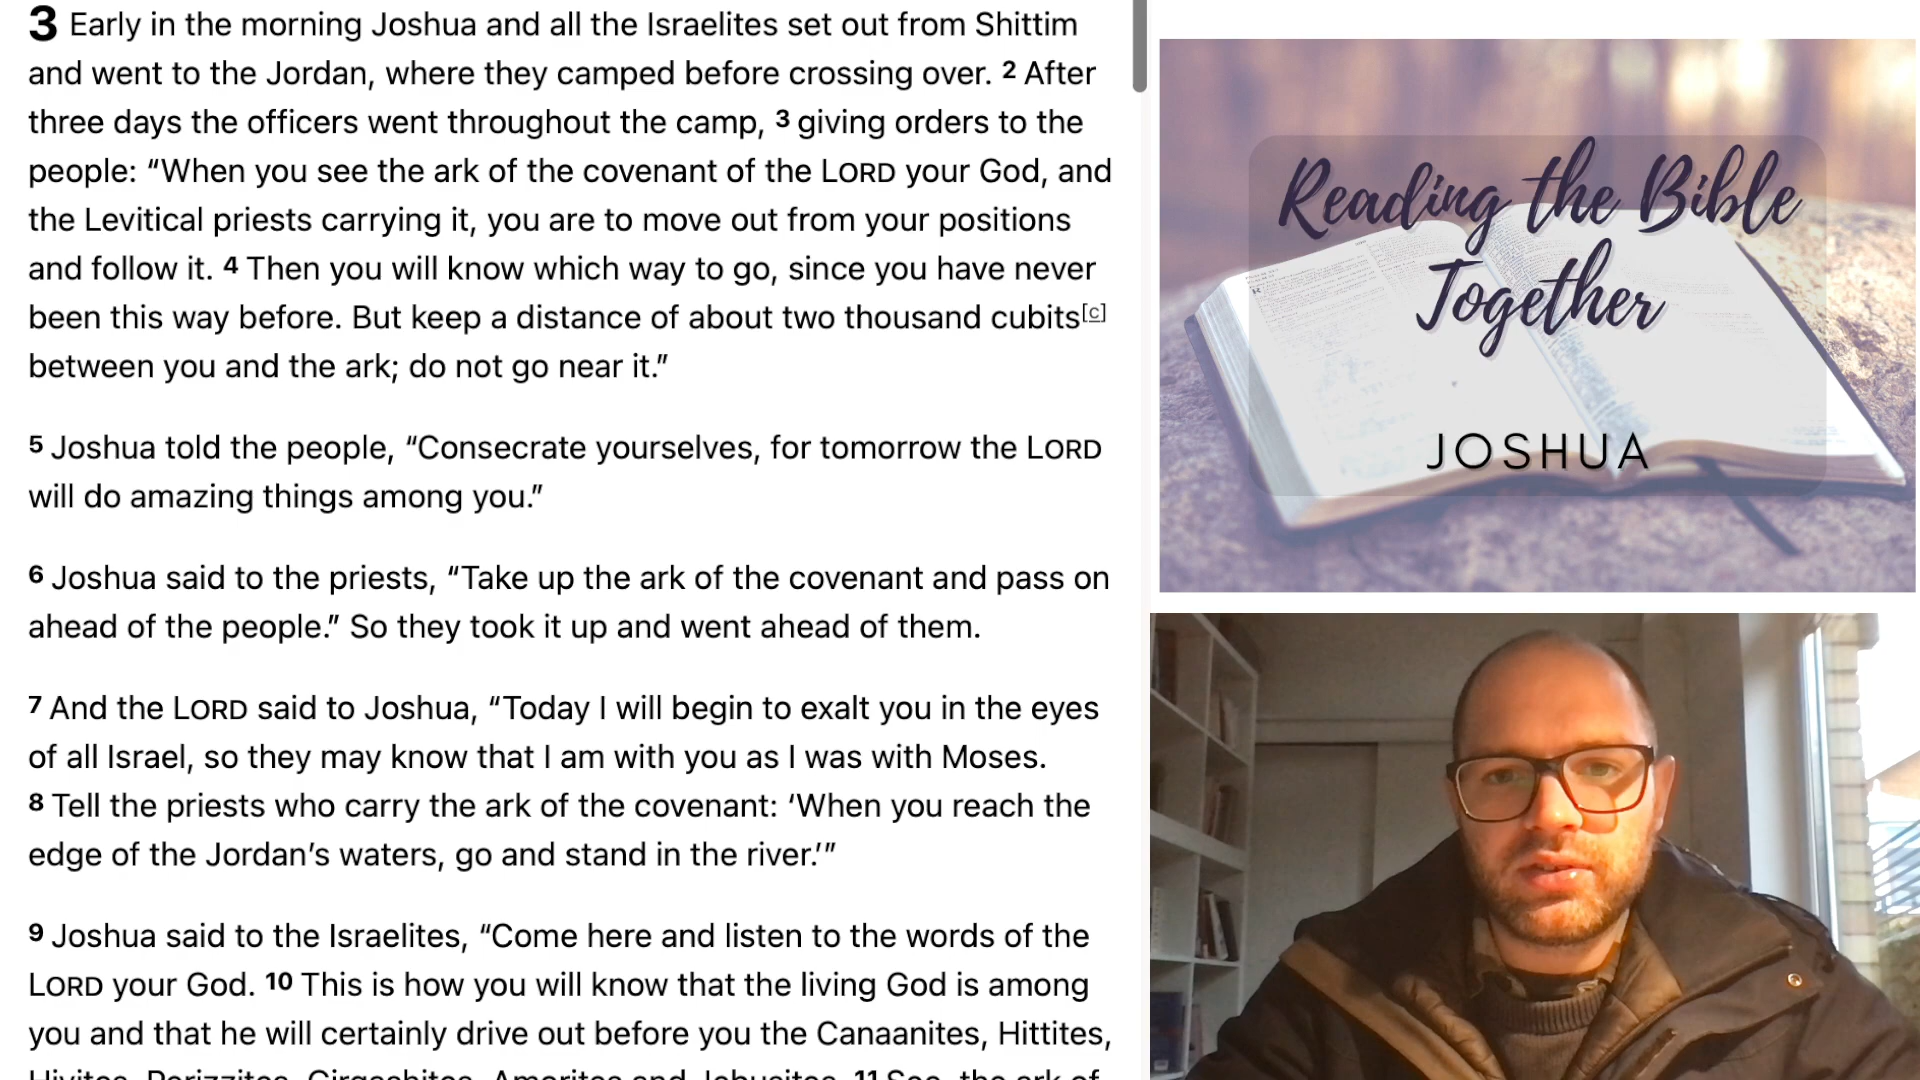 3 Early in the morning Joshua and all the Israelites set out from Shittim
and went to the Jordan, where they camped before crossing over. 2 After
three days the officers went throughout the camp, 3 giving orders to the
people: “When you see the ark of the covenant of the LORD your God, and
the Levitical priests carrying it, you are to move out from your positions
and follow it. 4 Then you will know which way to go, since you have never
been this way before. But keep a distance of about two thousand cubits[c]
between you and the ark; do not go near it.”
5 Joshua told the people, “Consecrate yourselves, for tomorrow the LORD
will do amazing things among you.”
6 Joshua said to the priests, “Take up the ark of the covenant and pass on
ahead of the people.” So they took it up and went ahead of them.
7 And the LORD said to Joshua, “Today I will begin to exalt you in the eyes
of all Israel, so they may know that I am with you as I was with Moses.
8 Tell the priests who carry the ark of the covenant: ‘When you reach the
edge of the Jordan’s waters, go and stand in the river.’”
9 Joshua said to the Israelites, “Come here and listen to the words of the
LORD your God. 10 This is how you will know that the living God is among
you and that he will certainly drive out before you the Canaanites, Hittites,
Hivites, Perizzites, Girgashites, Amorites and Jebusites. 11 See, the ark of
Reading the Bible
Together
JOSHUA